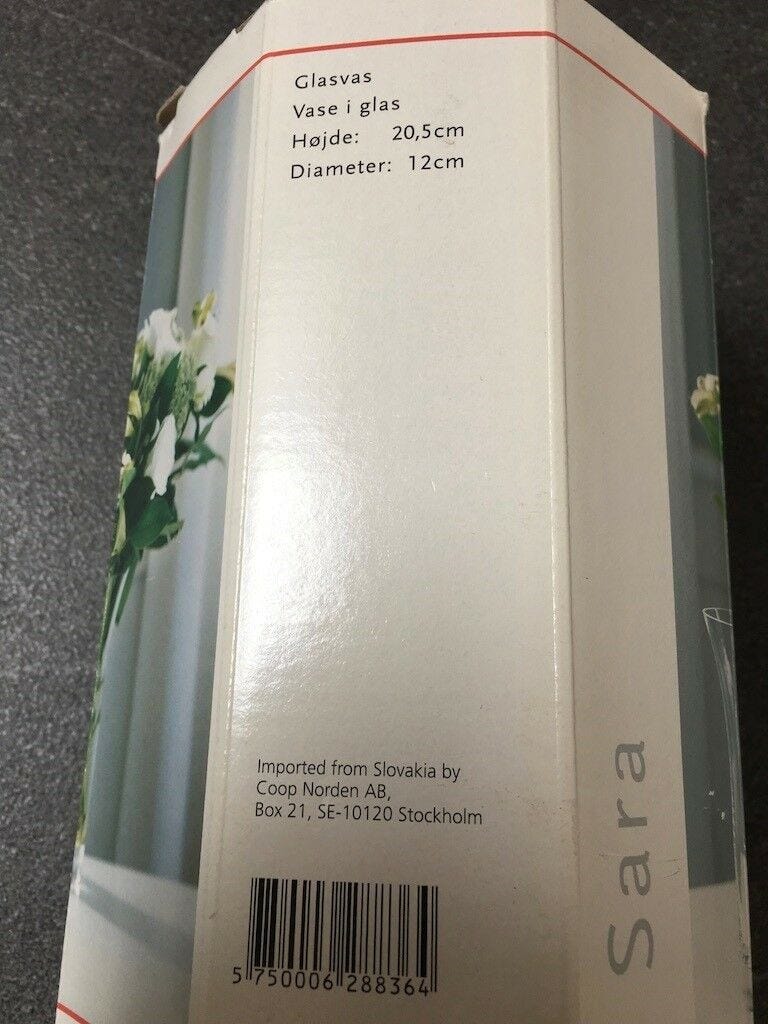 Glasvas
Vase i glas
Højde: 20,5cm
Diameter: 12cm
Imported from Slovakia by
Coop Norden AB,
Box 21, SE-10120 Stockholm
5 750006 288364
Sara